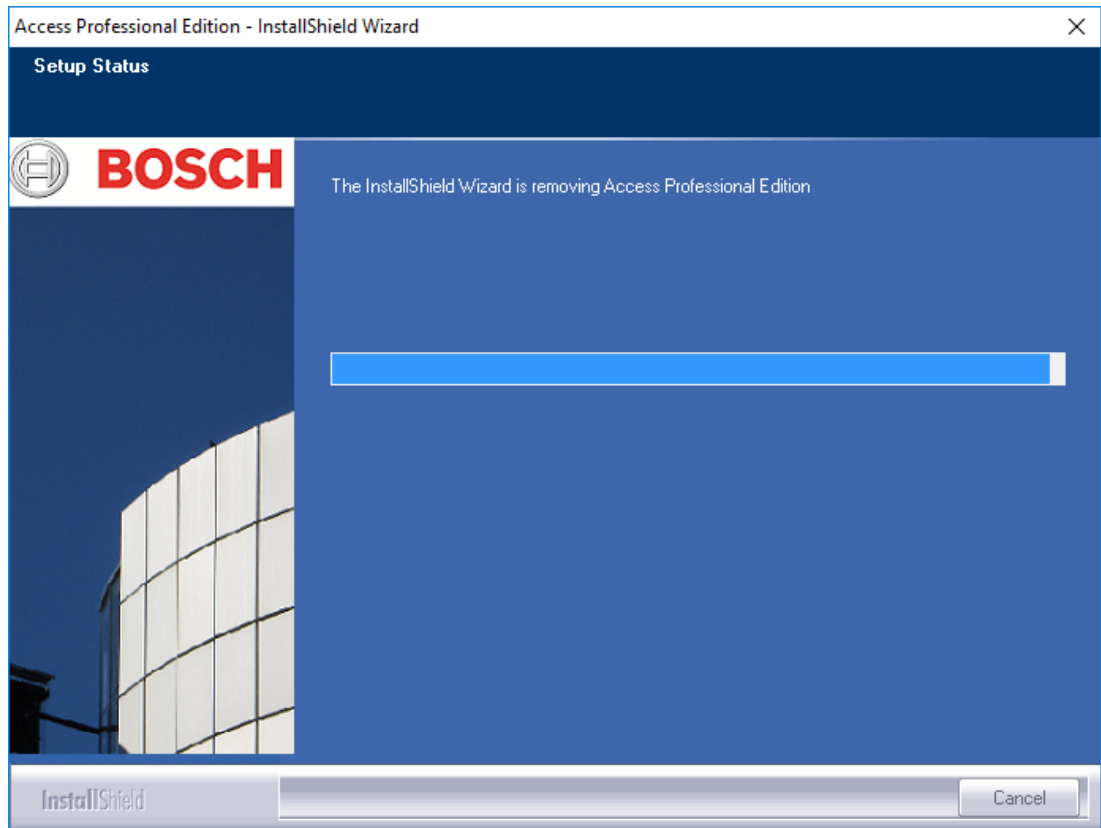 Access Professional Edition - InstallShield Wizard
Setup Status
BOSCH
The InstallShield Wizard is removing Access Professional Edition
InstallShield
Cancel